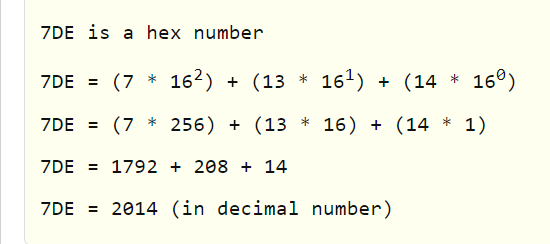 7DE is a hex number
7DE = (7 * 16²) + (13 * 16¹) + (14 * 16⁰)
7DE = (7 * 256) + (13 * 16) + (14 * 1)
7DE = 1792 + 208 + 14
7DE = 2014 (in decimal number)